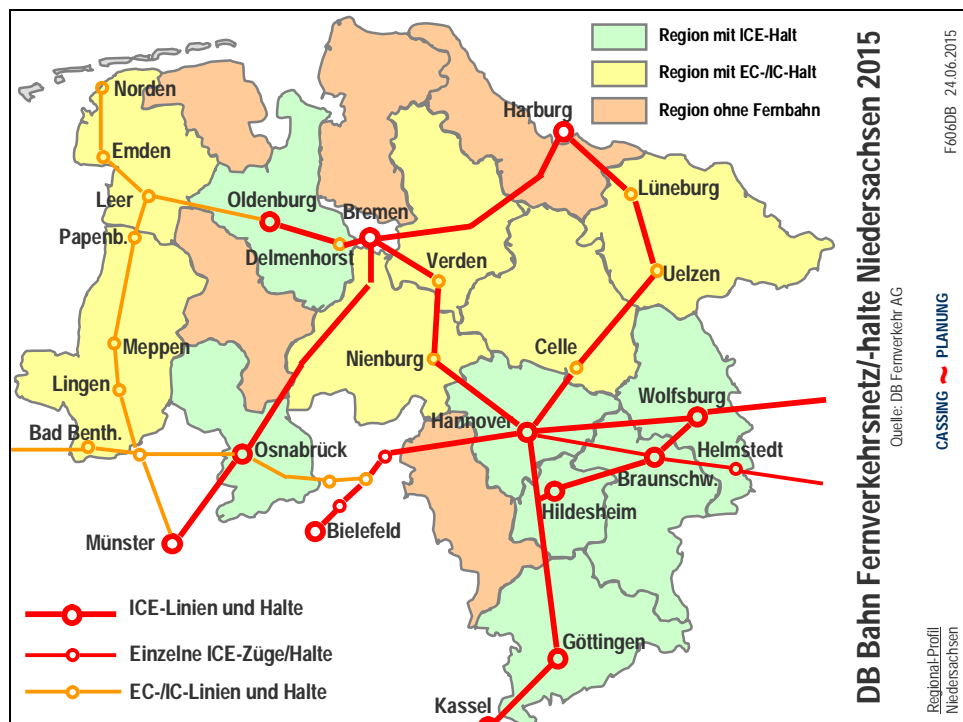 Region mit ICE-Halt
Region mit EC-/IC-Halt
Region ohne Fernbahn
Norden
Harburg
Emden
Leer
Oldenburg
Lüneburg
Bremen
Papenb.
Delmenhorst
Verden
Uelzen
Meppen
Nienburg
Celle
Lingen
Wolfsburg
Hannover
Bad Benth.
Osnabrück
Helmstedt
Braunschw.
Hildesheim
Münster
Bielefeld
ICE-Linien und Halte
Einzelne ICE-Züge/Halte
EC-/IC-Linien und Halte
Göttingen
Kassel
DB Bahn Fernverkehrsnetz/-halte Niedersachsen 2015
Quelle: DB Fernverkehr AG
CASSING ~ PLANUNG
F606DB 24.06.2015
Regional-Profil
Niedersachsen